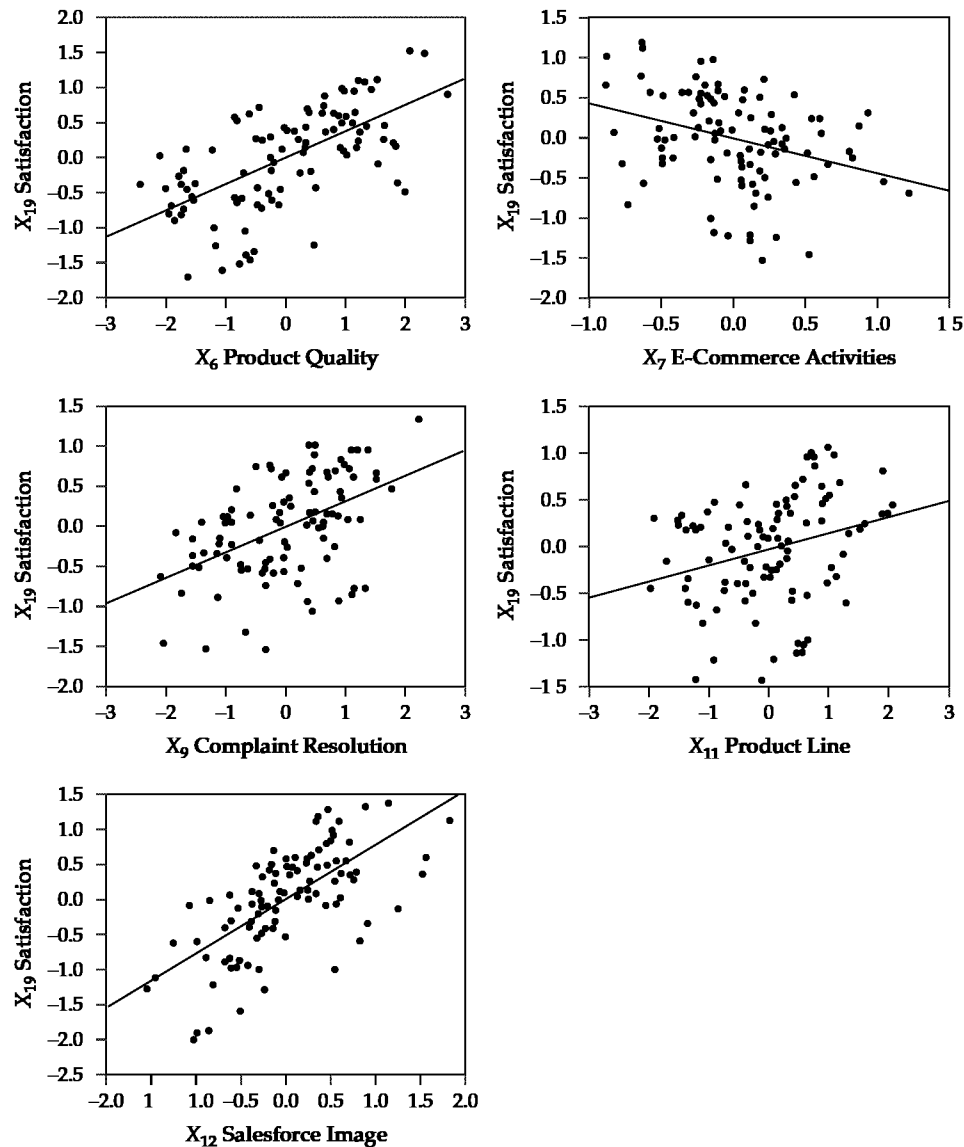 2.0
1.5
1.0
0.5
0.0
−0.5
−1.0
−1.5
−2.0
X19 Satisfaction
−3 −2 −1 0 1 2 3
X6 Product Quality
1.5
1.0
0.5
0.0
−0.5
−1.0
−1.5
−2.0
X19 Satisfaction
−1.0 −0.5 0.0 0.5 1.0 1.5
X7 E-Commerce Activities
1.5
1.0
0.5
0.0
−0.5
−1.0
−1.5
−2.0
X19 Satisfaction
−3 −2 −1 0 1 2 3
X9 Complaint Resolution
1.5
1.0
0.5
0.0
−0.5
−1.0
−1 5
X19 Satisfaction
−3 −2 −1 0 1 2 3
X11 Product Line
1.5
1.0
0.5
0.0
−0.5
−1.0
−1.5
−2.0
−2.5
X19 Satisfaction
−2.0 1 1.0 −0.5 0.0 0.5 1.0 1.5 2.0
X12 Salesforce Image